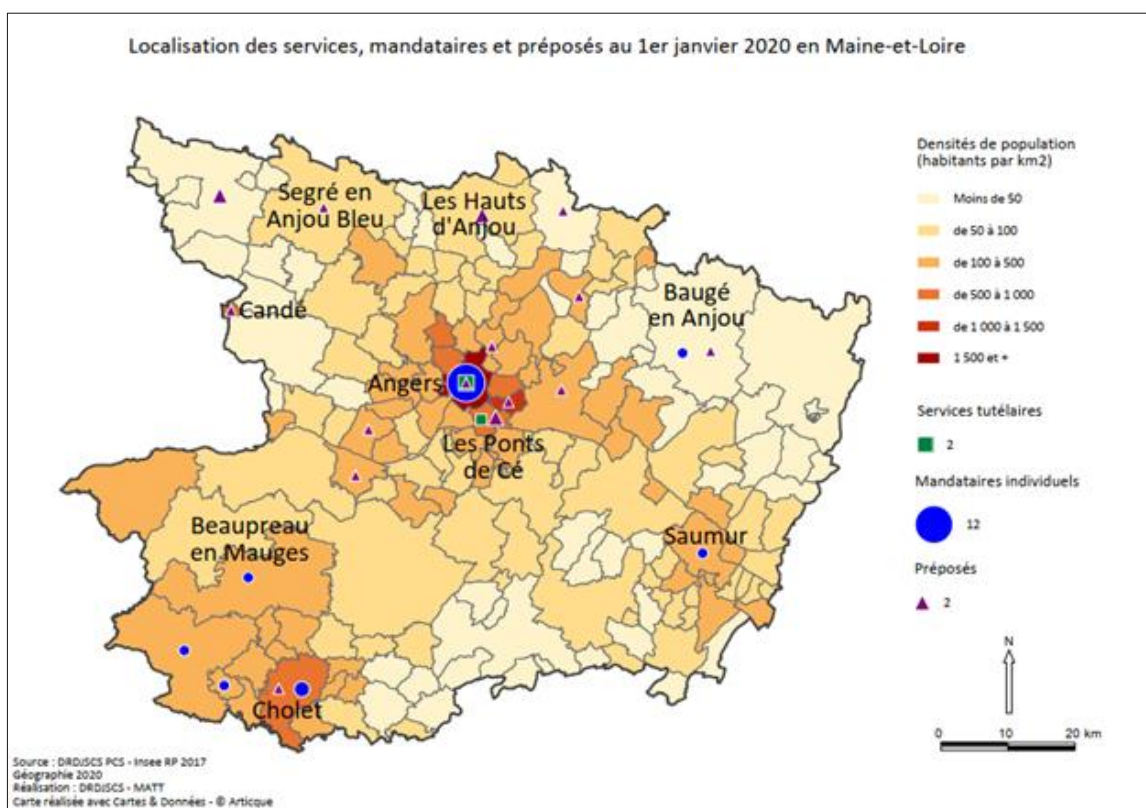 Localisation des services, mandataires et préposés au 1er janvier 2020 en Maine-et-Loire
Densités de population
(habitants par km2)
Moins de 50
de 50 à 100
de 100 à 500
de 500 à 1 000
de 1 000 à 1 500
1 500 et +
Services tutélaires
2
Mandataires individuels
12
Préposés
2
N
0 10 20 km
Segré en
Anjou Bleu
Les Hauts
d'Anjou
Candé
Baugé
en Anjou
Angers
Les Ponts
de Cé
Beaupreau
en Mauges
Saumur
Cholet
Source : DRDJSCS PCS - Insee RP 2017
Géographie 2020
Réalisation : DRDJSCS - MATT
Carte réalisée avec Cartes & Données - © Articque